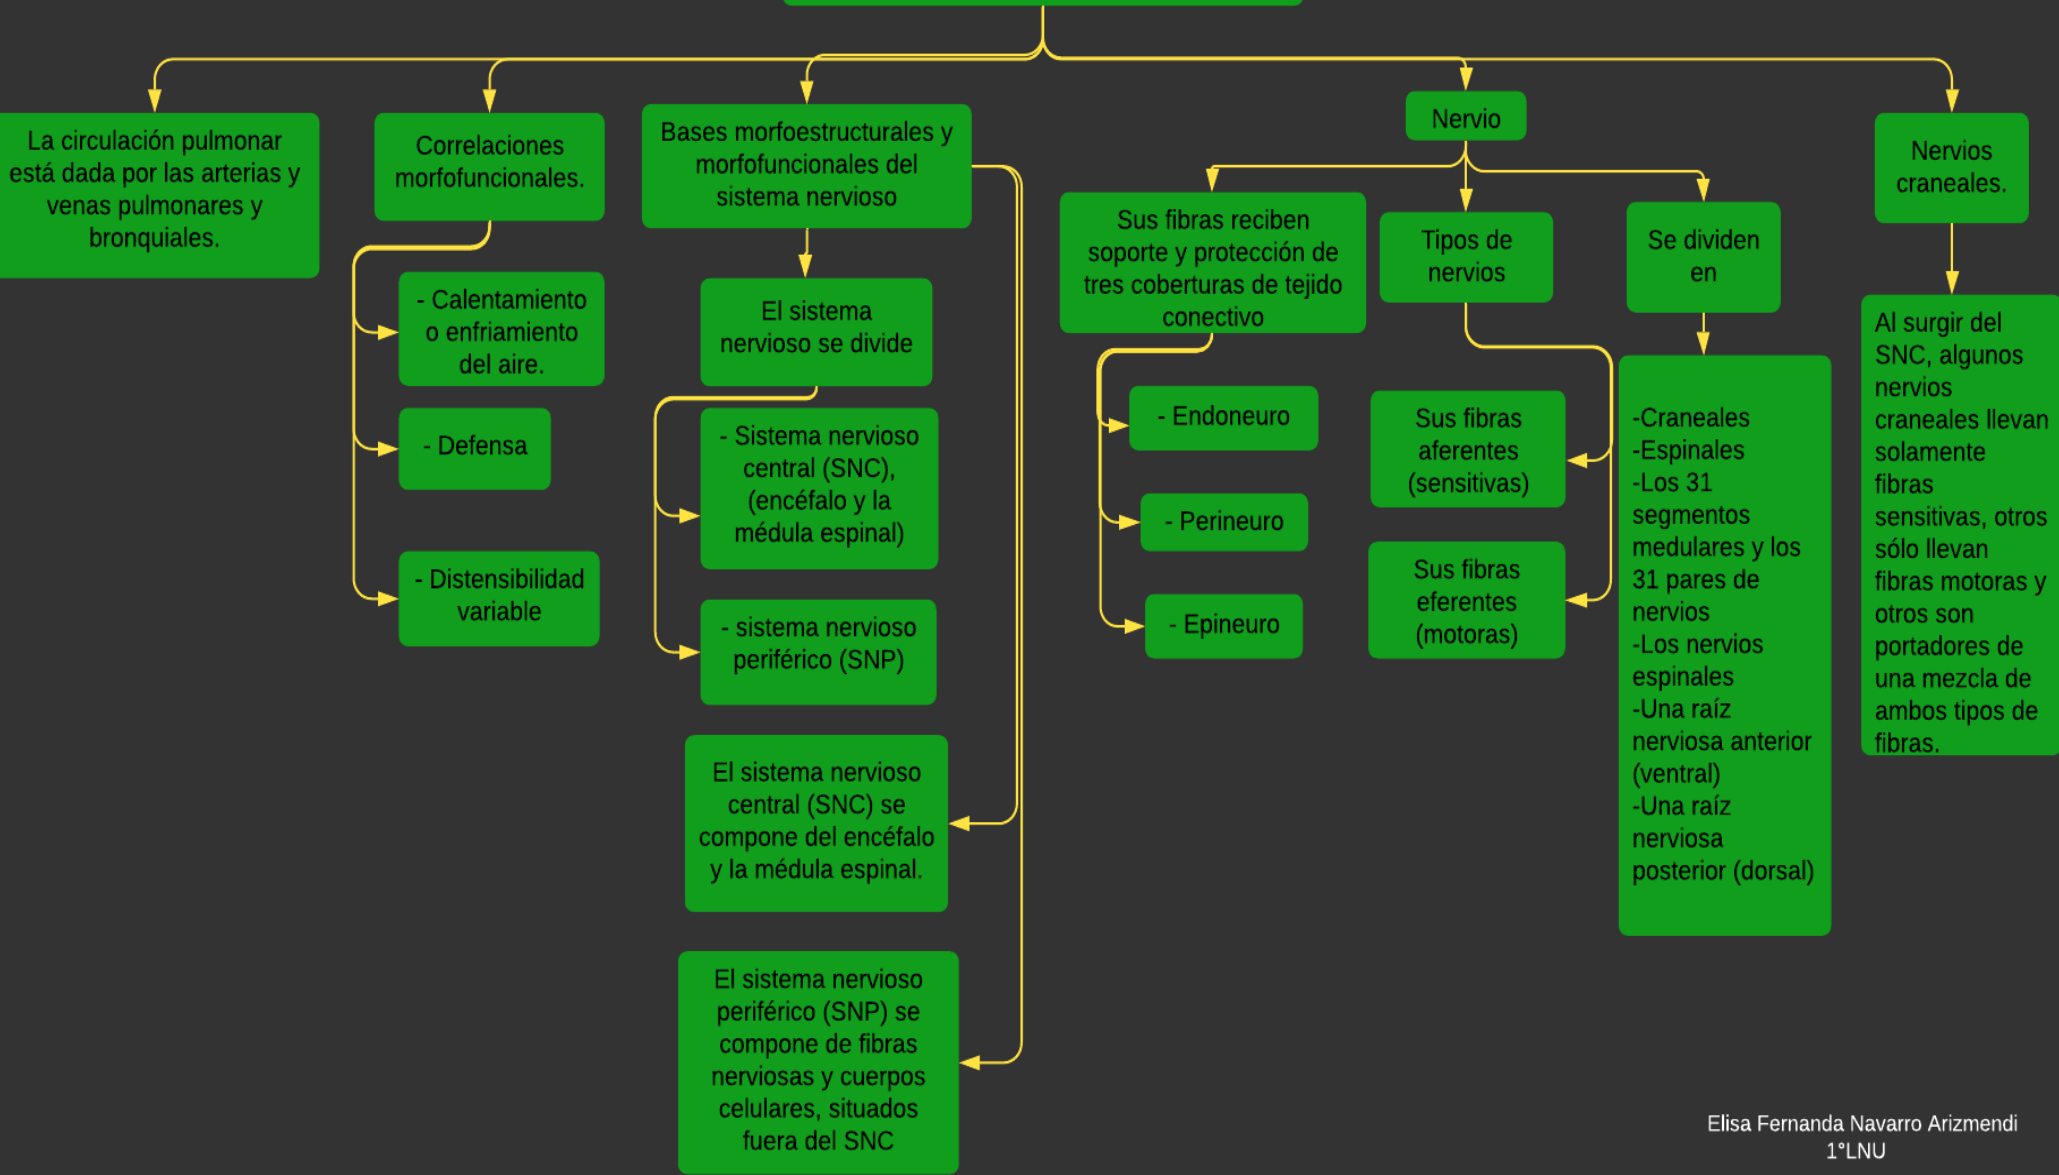 La circulación pulmonar
está dada por las arterias y
venas pulmonares y
bronquiales.
Correlaciones
morfofuncionales.
- Calentamiento
o enfriamiento
del aire.
- Defensa
- Distensibilidad
variable
Bases morfoestructurales y
morfofuncionales del
sistema nervioso
El sistema
nervioso se divide
- Sistema nervioso
central (SNC),
(encéfalo y la
médula espinal)
- sistema nervioso
periférico (SNP)
El sistema nervioso
central (SNC) se
compone del encéfalo
y la médula espinal.
El sistema nervioso
periférico (SNP) se
compone de fibras
nerviosas y cuerpos
celulares, situados
fuera del SNC
Nervio
Sus fibras reciben
soporte y protección de
tres coberturas de tejido
conectivo
- Endoneuro
- Perineuro
- Epineuro
Tipos de
nervios
Sus fibras
aferentes
(sensitivas)
Sus fibras
eferentes
(motoras)
Se dividen
en
-Craneales
-Espinales
-Los 31
segmentos
medulares y los
31 pares de
nervios
-Los nervios
espinales
-Una raíz
nerviosa anterior
(ventral)
-Una raíz
nerviosa
posterior (dorsal)
Nervios
craneales.
Al surgir del
SNC, algunos
nervios
craneales llevan
solamente
fibras
sensitivas, otros
sólo llevan
fibras motoras y
otros son
portadores de
una mezcla de
ambos tipos de
fibras.
Elisa Fernanda Navarro Arizmendi
1°LNU